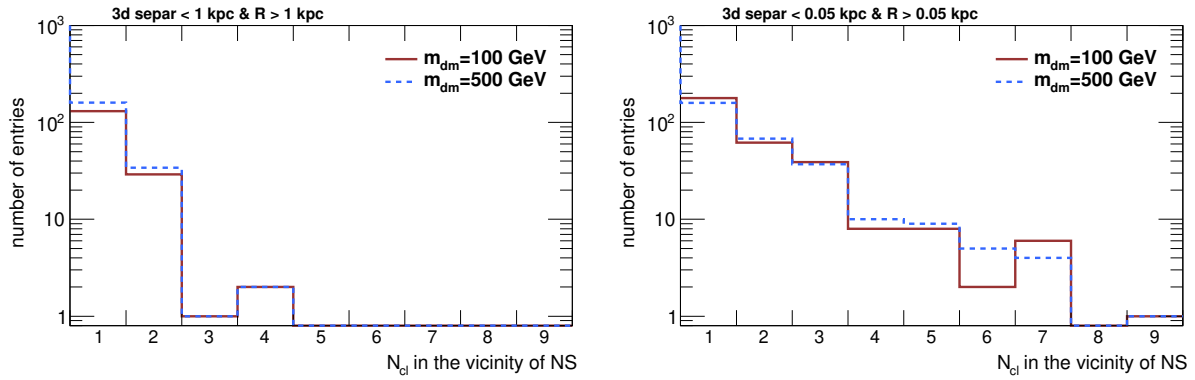 3d separ < 1 kpc & R > 1 kpc
number of entries
10³
10²
10
1
m_dm=100 GeV
m_dm=500 GeV
1 2 3 4 5 6 7 8 9
N_cl in the vicinity of NS
3d separ < 0.05 kpc & R > 0.05 kpc
number of entries
10³
10²
10
1
m_dm=100 GeV
m_dm=500 GeV
1 2 3 4 5 6 7 8 9
N_cl in the vicinity of NS